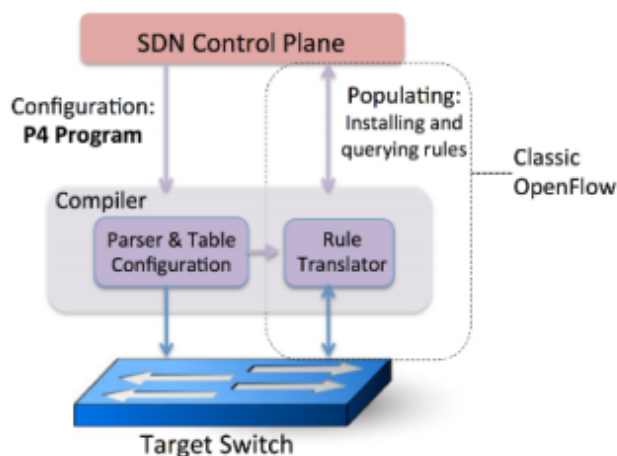 SDN Control Plane
Configuration:
P4 Program
Populating:
Installing and
querying rules
Classic
OpenFlow
Compiler
Parser & Table
Configuration
Rule
Translator
Target Switch